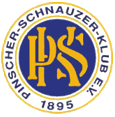 PINSCHER-SCHNAUZER-KLUB E.V.
PSK
1895